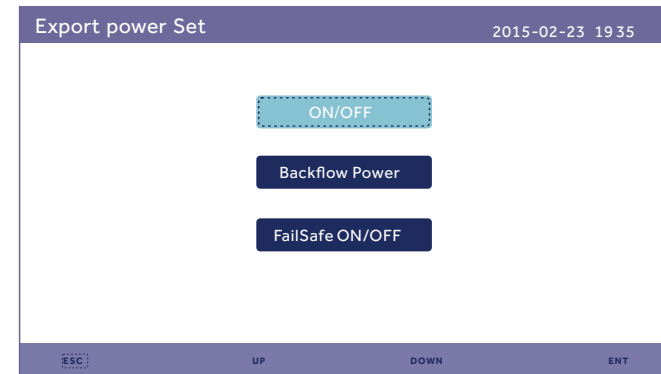 Export power Set 2015-02-23 19 35
ON/OFF
Backflow Power
FailSafe ON/OFF
ESC UP DOWN ENT